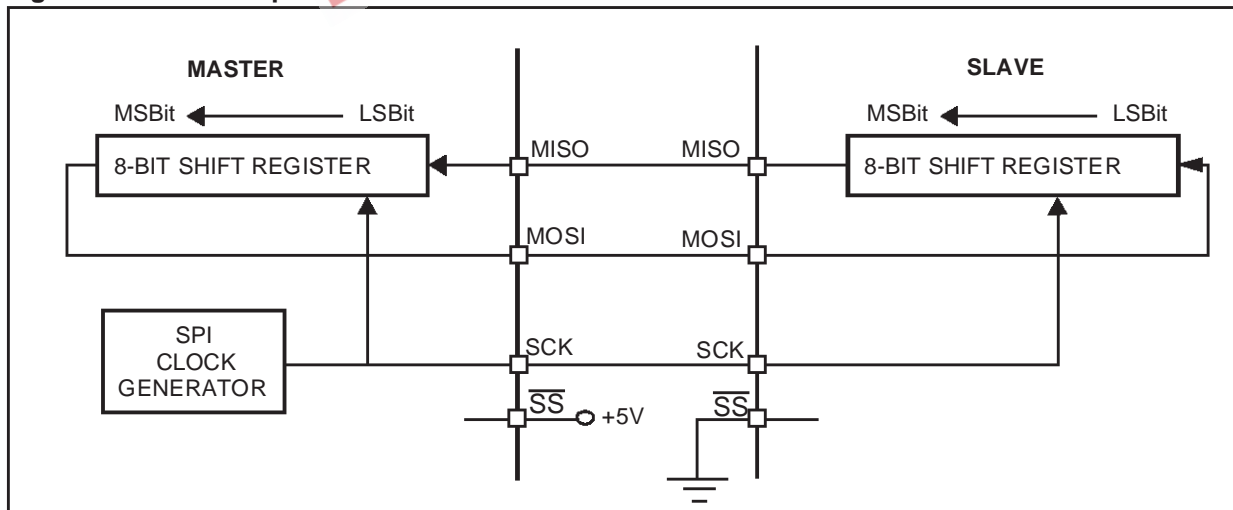 MASTER
SLAVE
MSBit
LSBit
MSBit
LSBit
8-BIT SHIFT REGISTER
MISO
MISO
8-BIT SHIFT REGISTER
MOSI
MOSI
SPI
CLOCK
GENERATOR
SCK
SCK
SS
+5V
SS